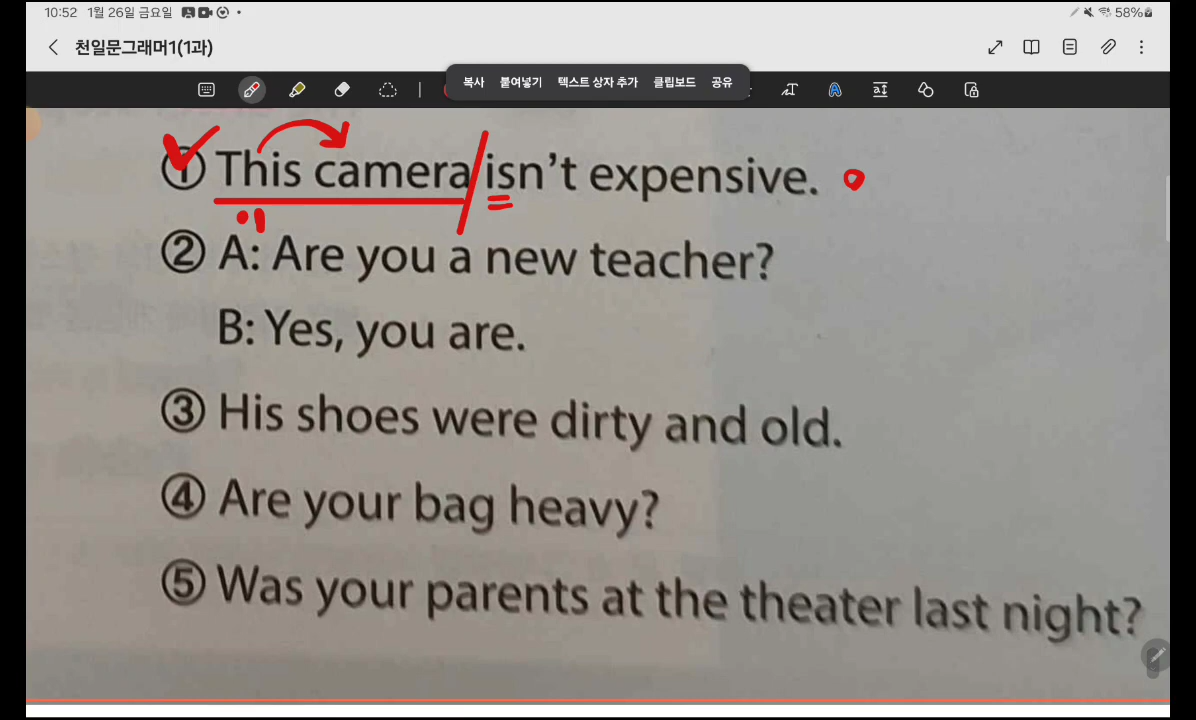 10:52 1월 26일 금요일 58%
천일문그래머1(1과)
복사 붙여넣기 텍스트 상자 추가 클립보드 공유
① This camera isn't expensive.
② A: Are you a new teacher?
B: Yes, you are.
③ His shoes were dirty and old.
④ Are your bag heavy?
⑤ Was your parents at the theater last night?